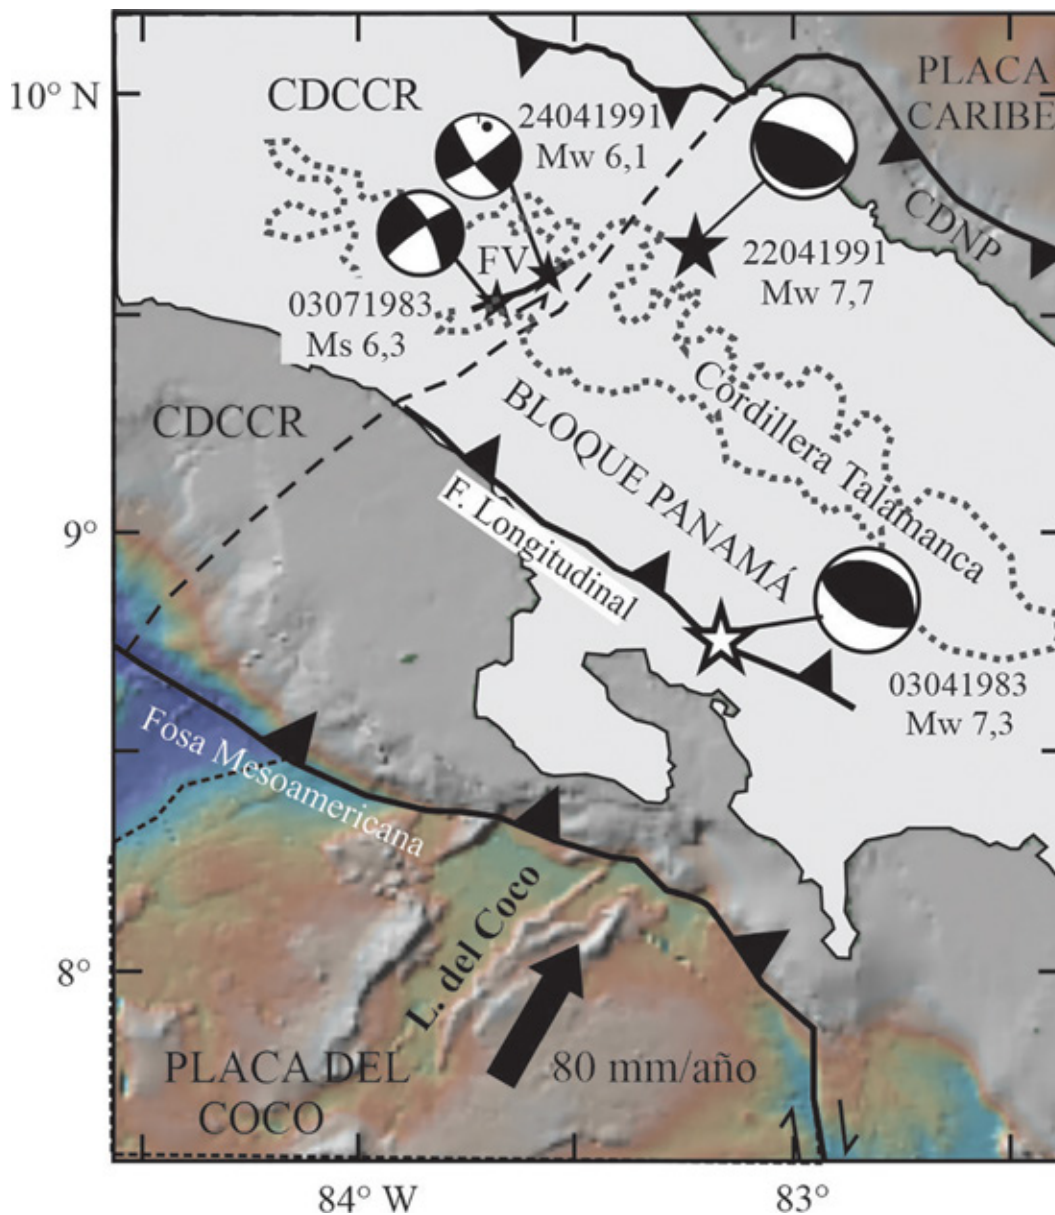 10° N
CDCCR
24041991
Mw 6,1
PLACA
CARIBE
CDNP
FV
22041991
Mw 7,7
03071983
Ms 6,3
Cordillera Talamanca
BLOQUE PANAMÁ
CDCCR
F. Longitudinal
9°
03041983
Mw 7,3
Fosa Mesoamericana
L. del Coco
8°
80 mm/año
PLACA DEL
COCO
84° W
83°